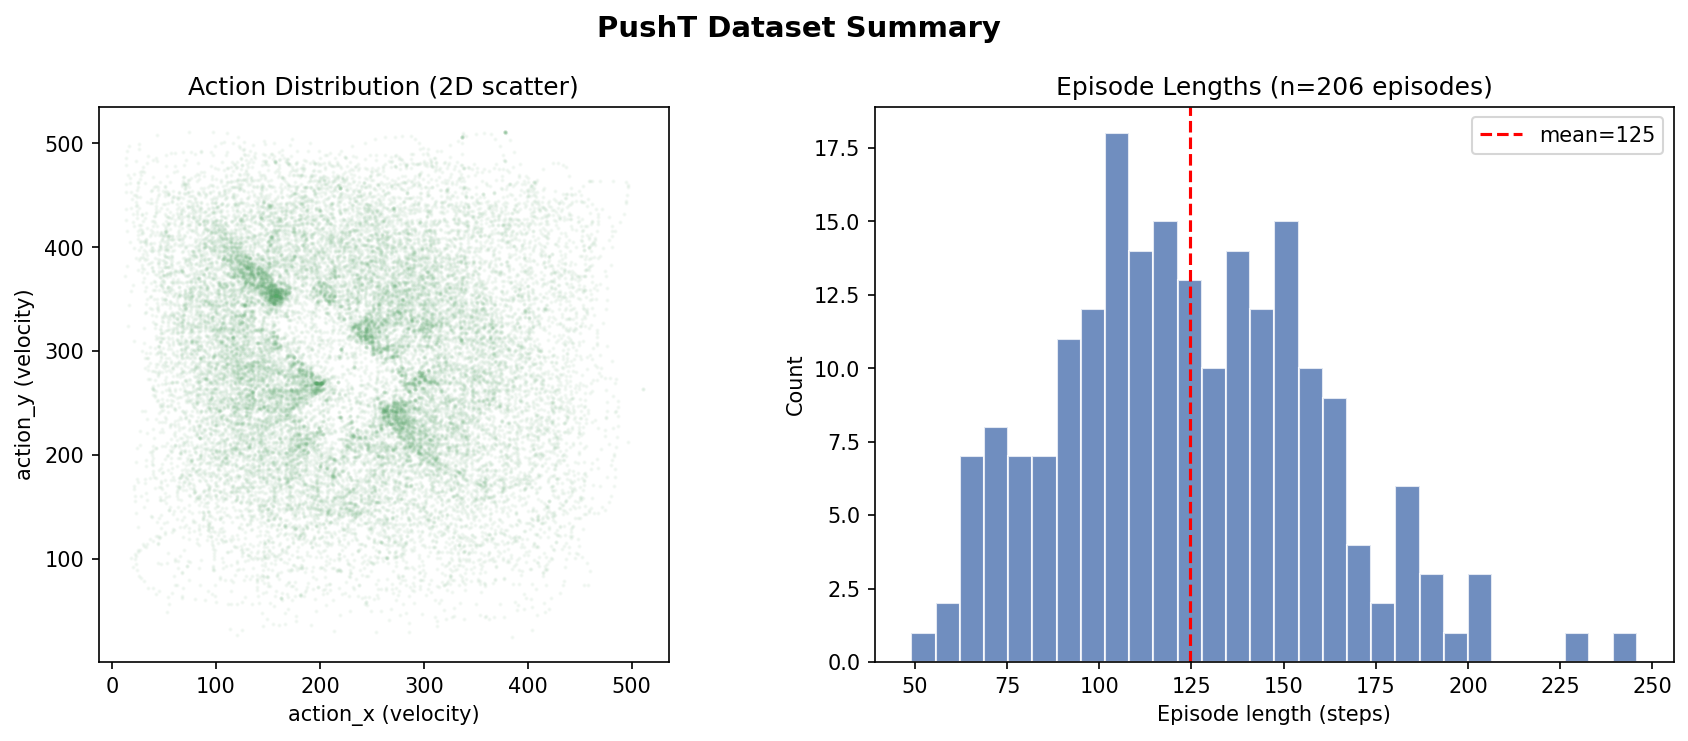 PushT Dataset Summary
Action Distribution (2D scatter)
500
400
300
200
100
0 100 200 300 400 500
action_y (velocity)
action_x (velocity)
Episode Lengths (n=206 episodes)
mean=125
17.5
15.0
12.5
10.0
7.5
5.0
2.5
0.0
50 75 100 125 150 175 200 225 250
Count
Episode length (steps)